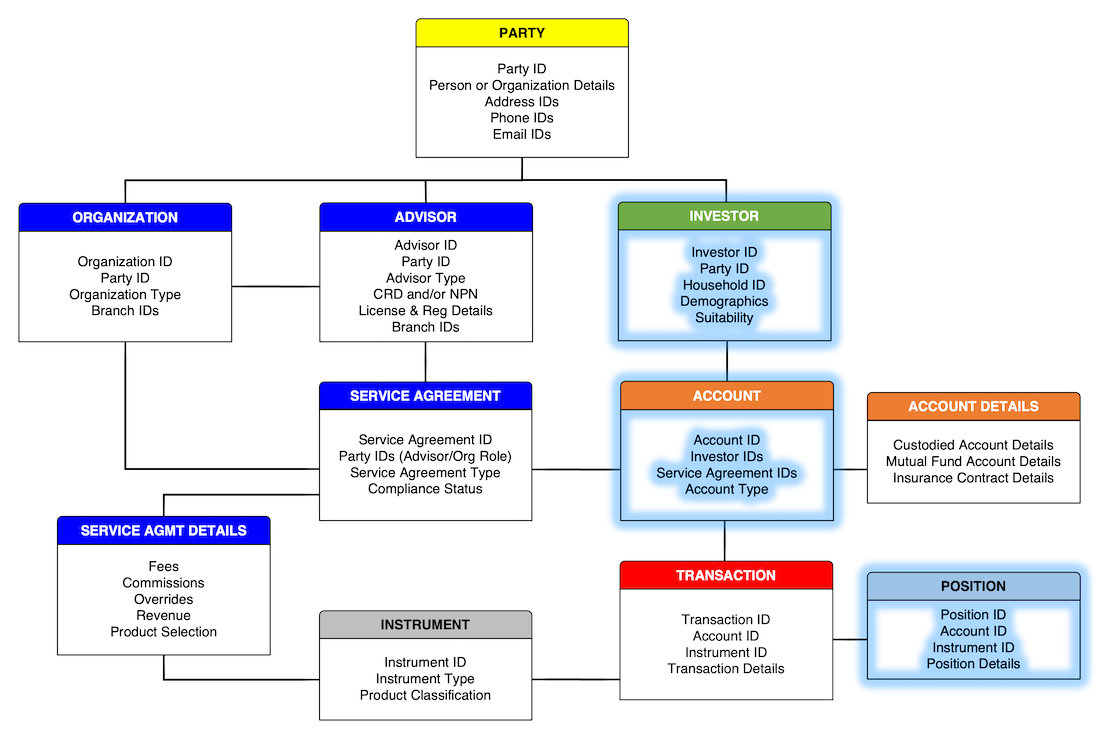 PARTY
Party ID
Person or Organization Details
Address IDs
Phone IDs
Email IDs
ORGANIZATION
Organization ID
Party ID
Organization Type
Branch IDs
ADVISOR
Advisor ID
Party ID
Advisor Type
CRD and/or NPN
License & Reg Details
Branch IDs
INVESTOR
Investor ID
Party ID
Household ID
Demographics
Suitability
SERVICE AGREEMENT
Service Agreement ID
Party IDs (Advisor/Org Role)
Service Agreement Type
Compliance Status
ACCOUNT
Account ID
Investor IDs
Service Agreement IDs
Account Type
ACCOUNT DETAILS
Custodied Account Details
Mutual Fund Account Details
Insurance Contract Details
SERVICE AGMT DETAILS
Fees
Commissions
Overrides
Revenue
Product Selection
INSTRUMENT
Instrument ID
Instrument Type
Product Classification
TRANSACTION
Transaction ID
Account ID
Instrument ID
Transaction Details
POSITION
Position ID
Account ID
Instrument ID
Position Details